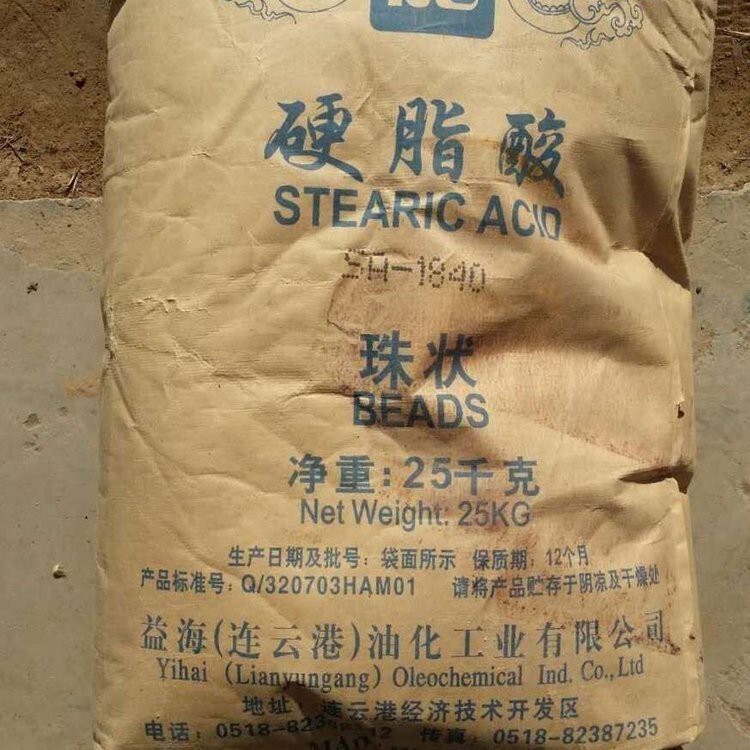 硬脂酸
STEARIC ACID
SA-1840
珠状
BEADS
净重:25千克
Net Weight: 25KG
生产日期及批号:袋面所示 保质期:12个月
产品标准号:Q/320703HAM01 请将产品贮存于阴凉及干燥处
益海(连云港)油化工业有限公司
Yihai (Lianyungang) Oleochemical Ind. Co.,Ltd
地址 连云港经济技术开发区
电话:0518-823 传真:0518-82387235